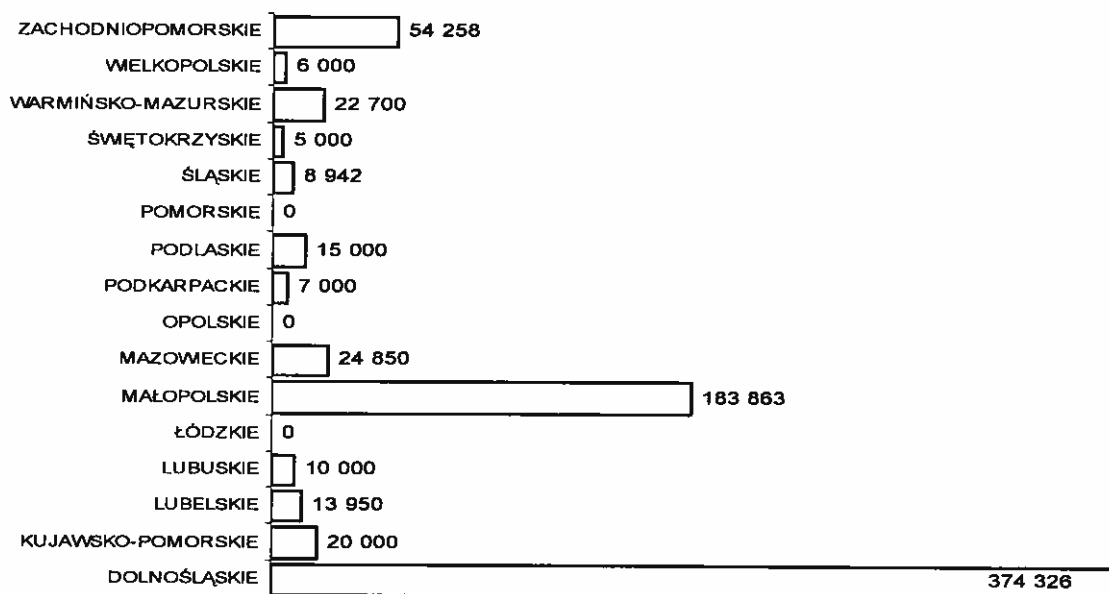 ZACHODNIOPOMORSKIE 54 258
WIELKOPOLSKIE 6 000
WARMIŃSKO-MAZURSKIE 22 700
ŚWIĘTOKRZYSKIE 5 000
ŚLĄSKIE 8 942
POMORSKIE 0
PODLASKIE 15 000
PODKARPACKIE 7 000
OPOLSKIE 0
MAZOWIECKIE 24 850
MAŁOPOLSKIE 183 863
ŁÓDZKIE 0
LUBUSKIE 10 000
LUBELSKIE 13 950
KUJAWSKO-POMORSKIE 20 000
DOLNOŚLĄSKIE 374 326